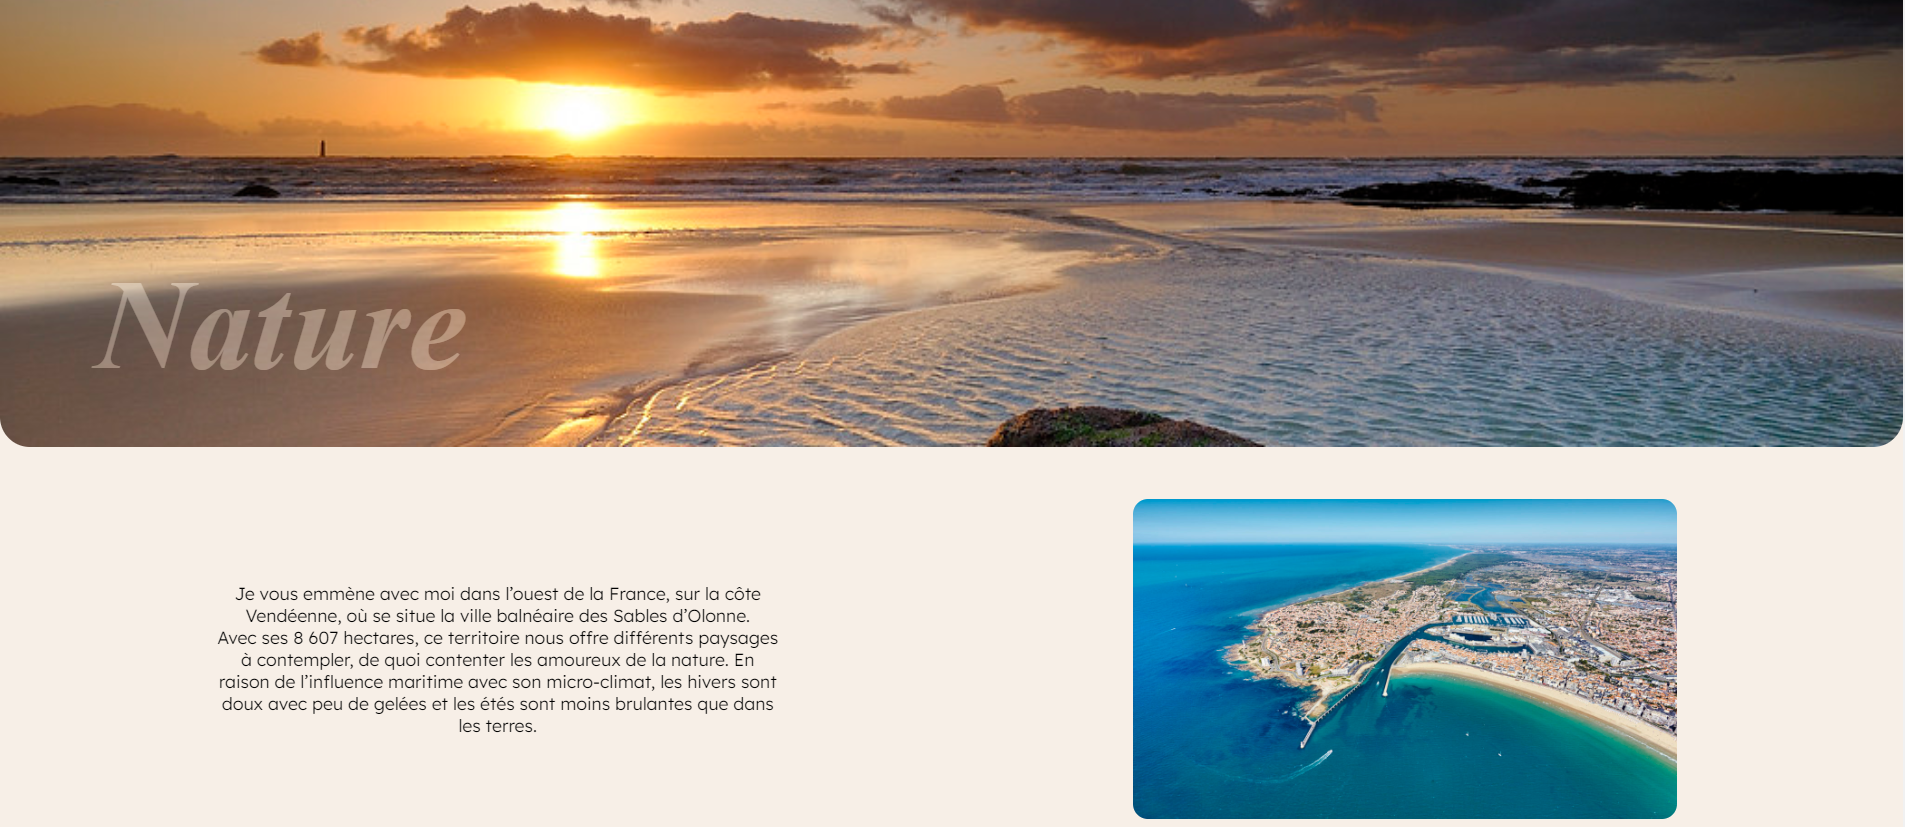 Nature
Je vous emmène avec moi dans l’ouest de la France, sur la côte
Vendéenne, où se situe la ville balnéaire des Sables d’Olonne.
Avec ses 8 607 hectares, ce territoire nous offre différents paysages
à contempler, de quoi contenter les amoureux de la nature. En
raison de l’influence maritime avec son micro-climat, les hivers sont
doux avec peu de gelées et les étés sont moins brulantes que dans
les terres.